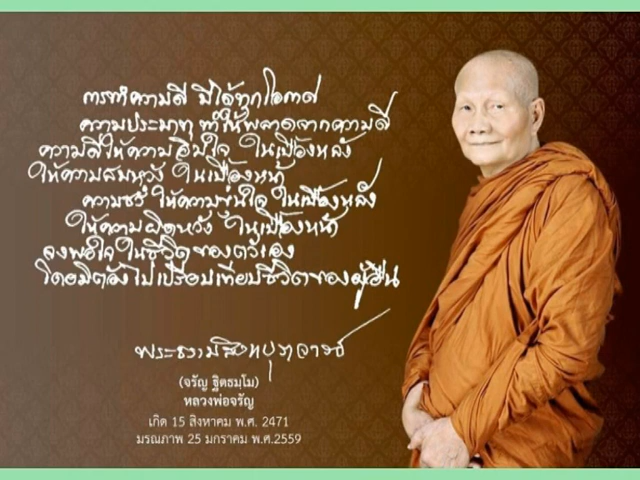 การทำความดี มีได้ทุกโอกาส
ความประมาท ทำให้พลาดจากความดี
ความดีให้ความอิ่มใจ ในเบื้องหลัง
ให้ความสมหวัง ในเบื้องหน้า
ความชั่ว ให้ความขุ่นใจ ในเบื้องหลัง
ให้ความผิดหวัง ในเบื้องหน้า
จงพอใจ ในชีวิตของตัวเอง
โดยมิต้องไปเปรียบเทียบชีวิตของผู้อื่น
พระธรรมสิงหบุราจารย์
(จรัญ ฐิตธมฺโม)
หลวงพ่อจรัญ
เกิด 15 สิงหาคม พ.ศ. 2471
มรณภาพ 25 มกราคม พ.ศ.2559